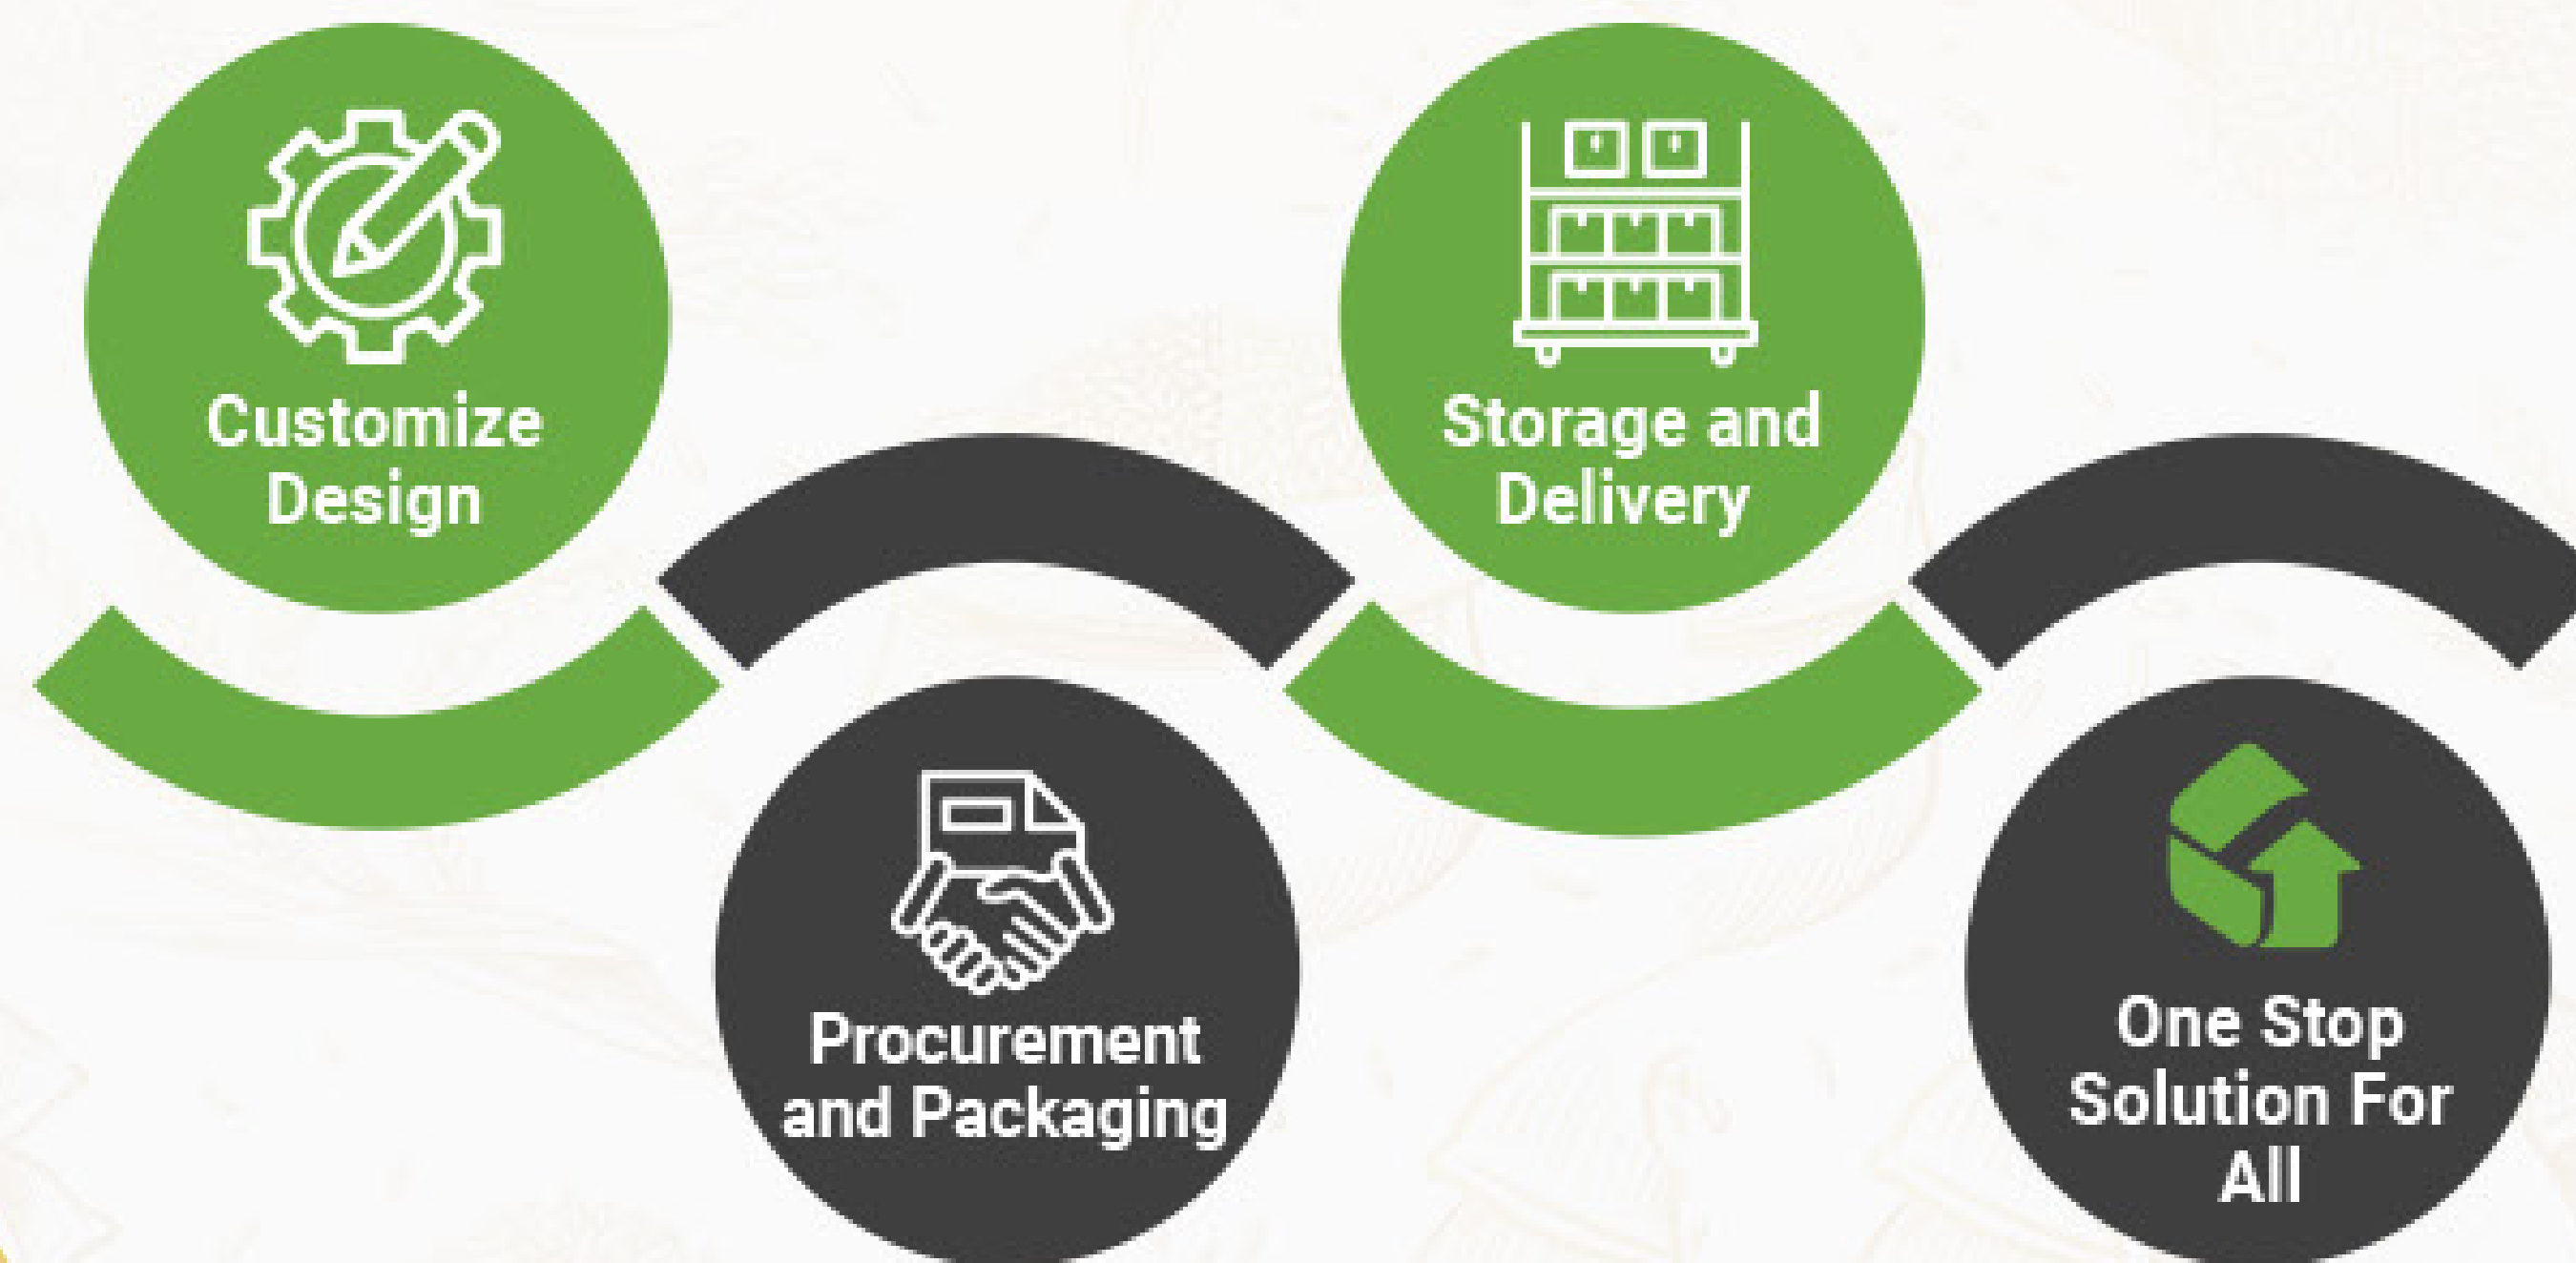 Customize
Design
Procurement
and Packaging
Storage and
Delivery
One Stop
Solution For
All